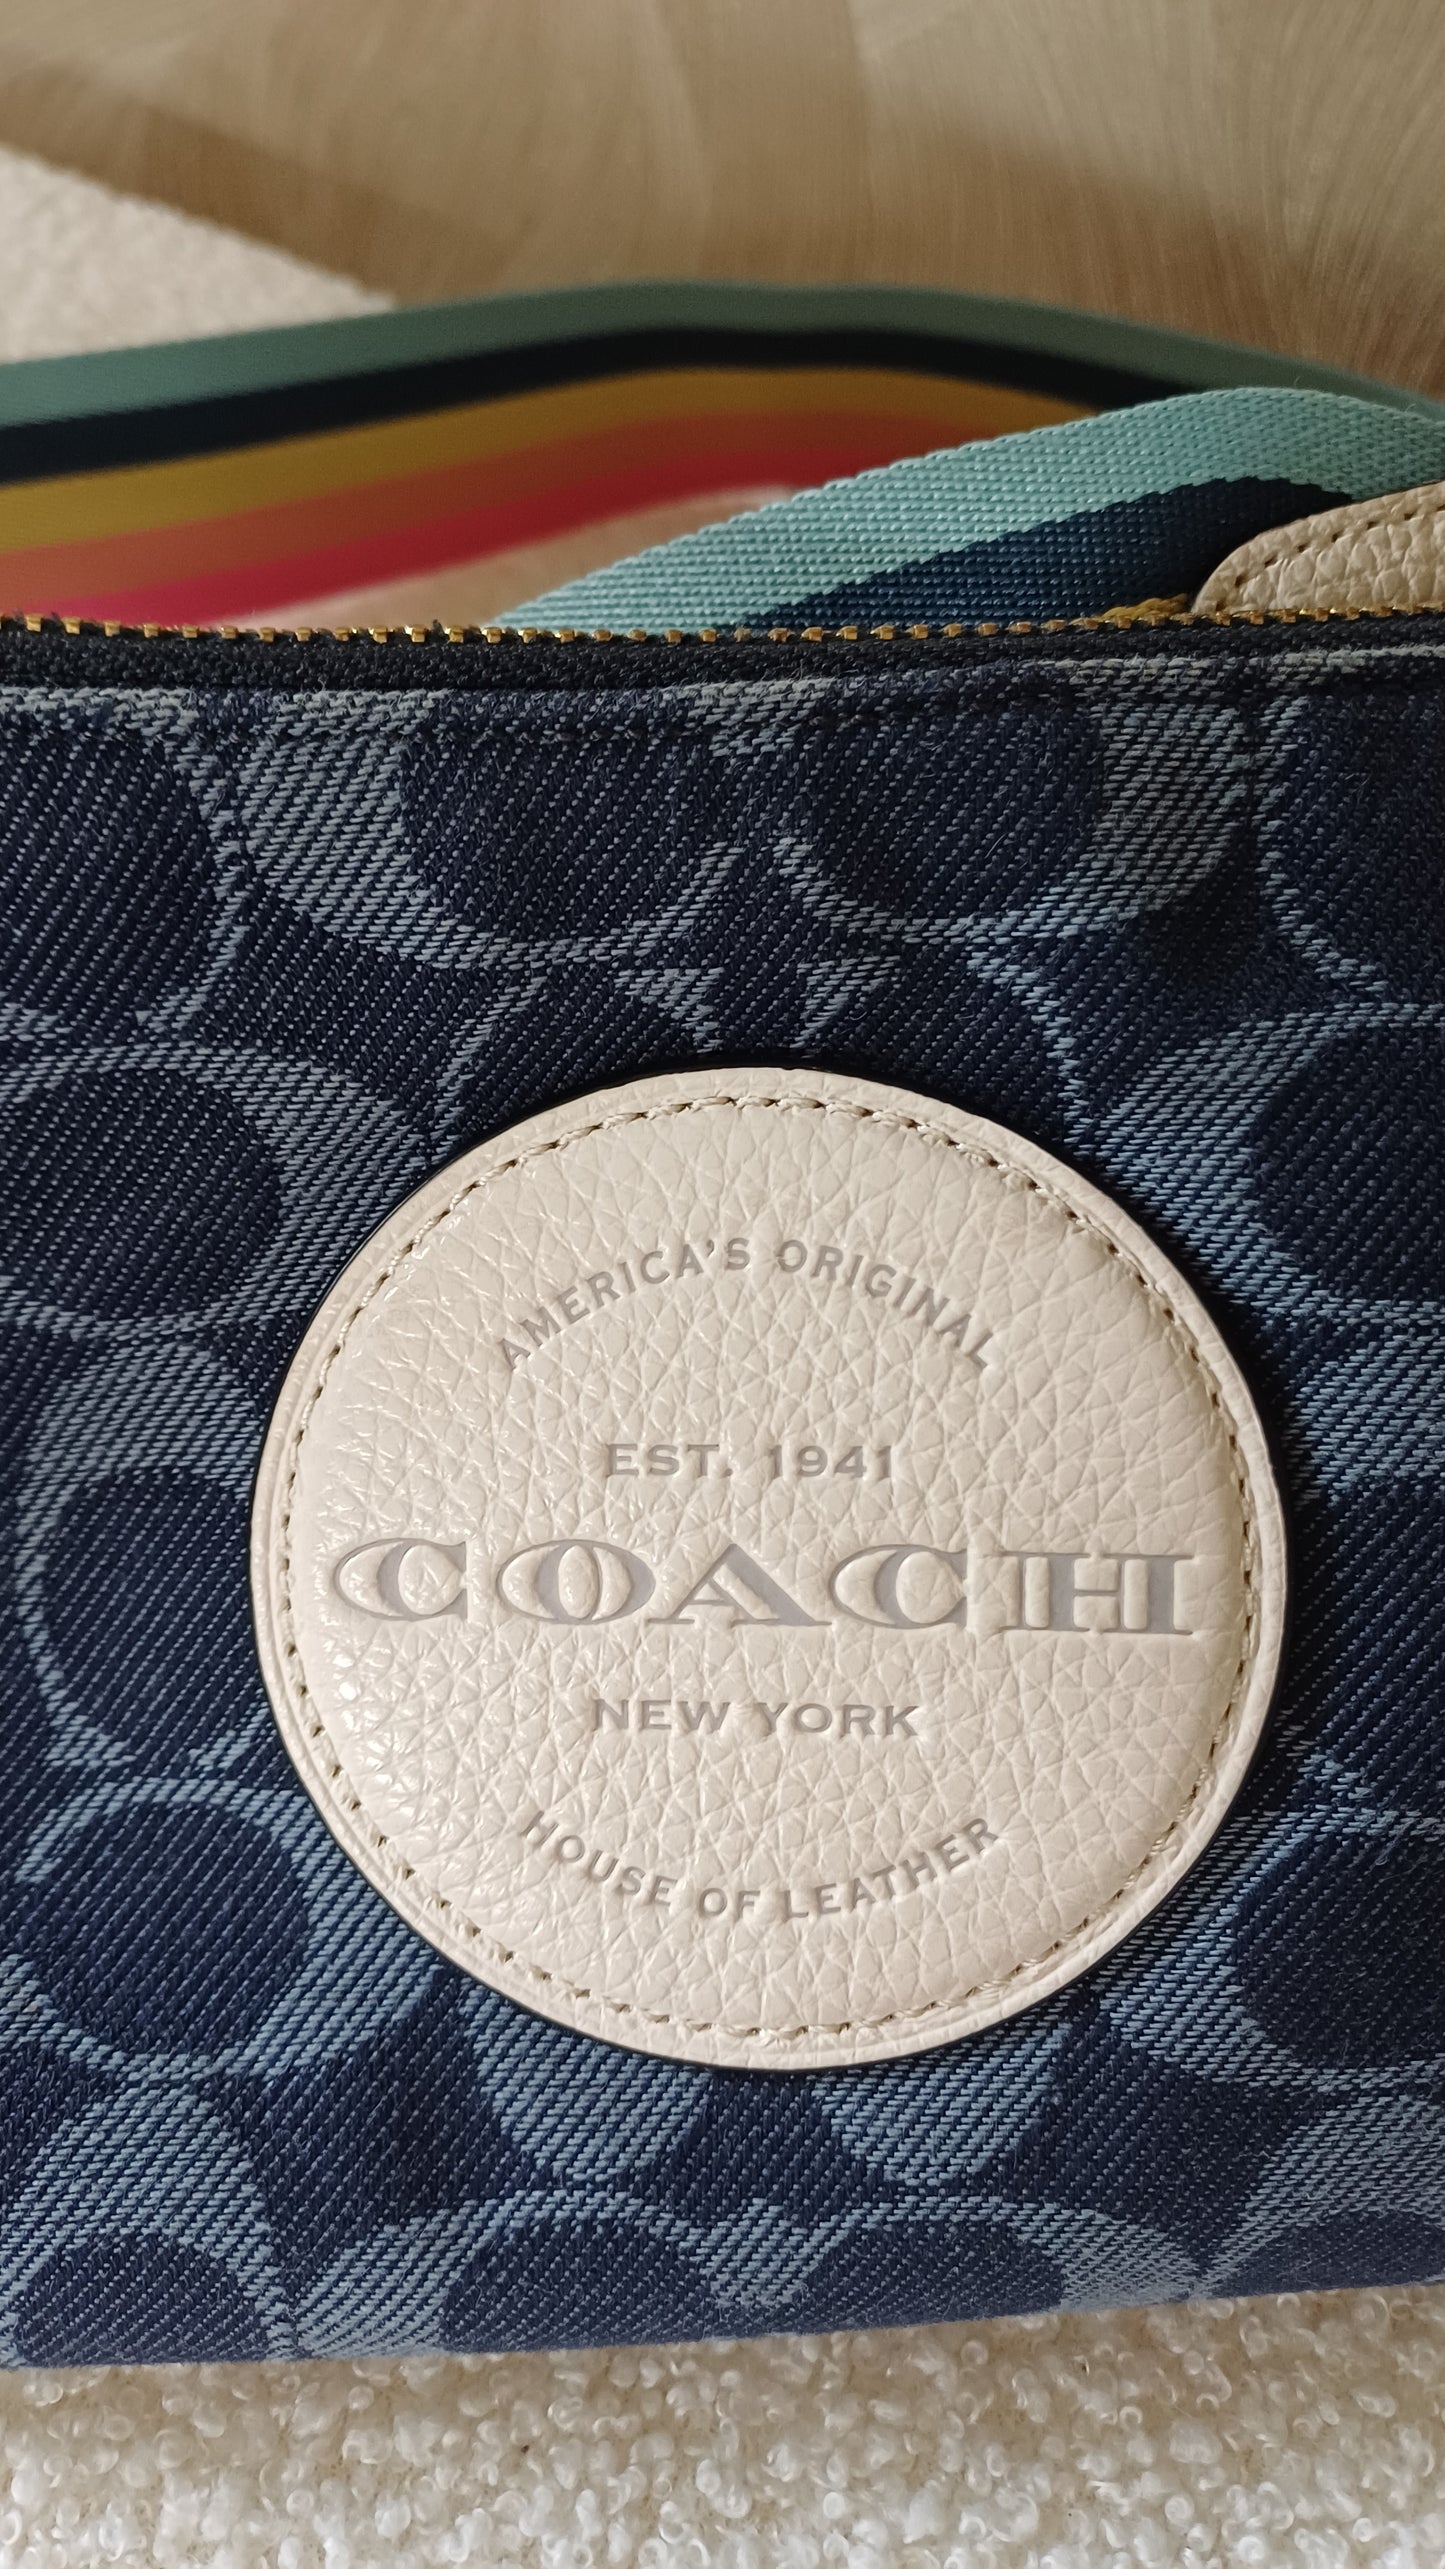 AMERICA'S ORIGINAL
EST. 1941
COACH
NEW YORK
HOUSE OF LEATHER